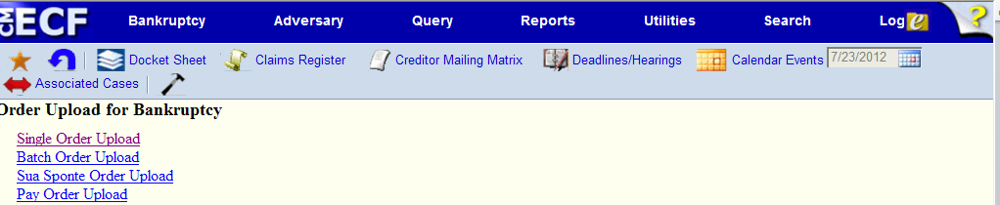 CM ECF Bankruptcy Adversary Query Reports Utilities Search Log e ?
Docket Sheet Claims Register Creditor Mailing Matrix Deadlines/Hearings Calendar Events 7/23/2012
Associated Cases
Order Upload for Bankruptcy
Single Order Upload
Batch Order Upload
Sua Sponte Order Upload
Pay Order Upload